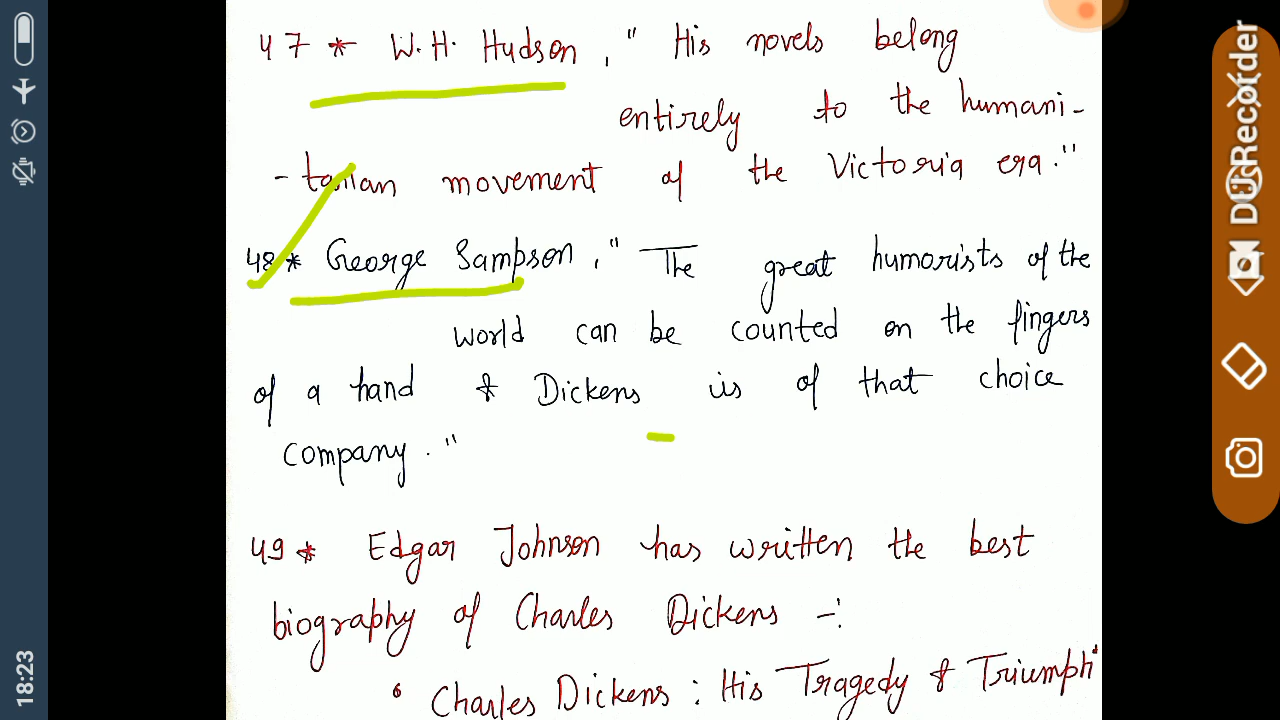 47 * W. H. Hudson, " His novels belong
entirely to the humani-
- tarian movement of the Victoria era."
48 * George Sampson, " The great humorists of the
world can be counted on the fingers
of a hand & Dickens is of that choice
company. "
49 * Edgar Johnson has written the best
biography of Charles Dickens -:
' Charles Dickens : His Tragedy & Triumph'
18:23
DU Recorder